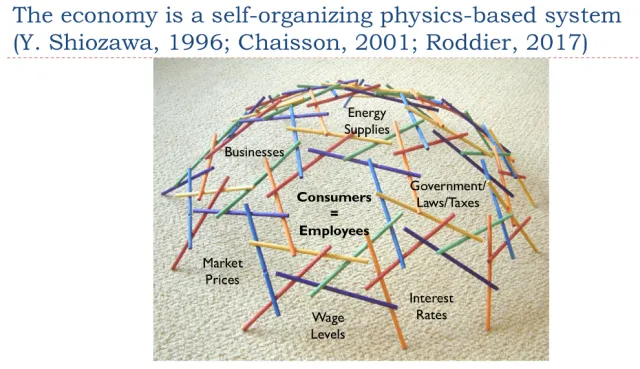 The economy is a self-organizing physics-based system
(Y. Shiozawa, 1996; Chaisson, 2001; Roddier, 2017)
Energy
Supplies
Businesses
Government/
Laws/Taxes
Consumers
=
Employees
Market
Prices
Interest
Rates
Wage
Levels